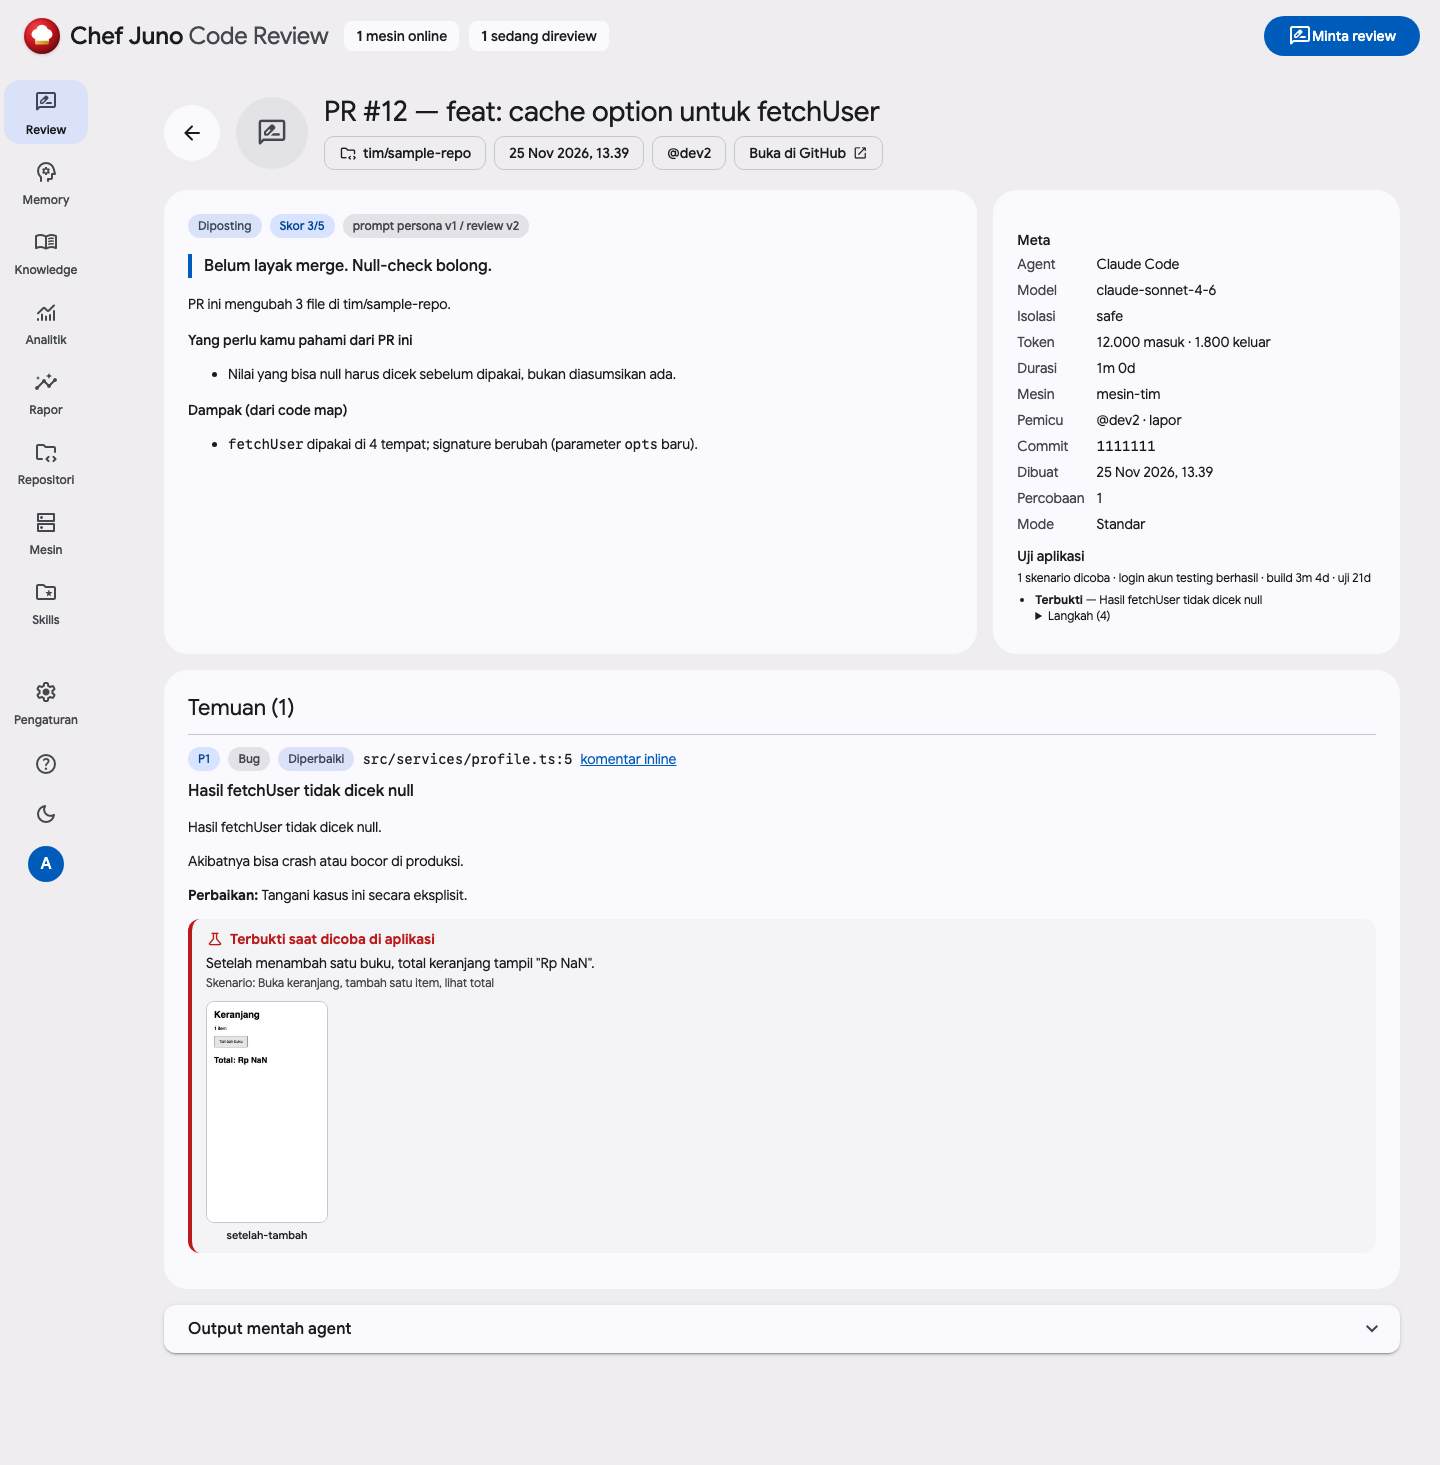 Chef Juno Code Review
1 mesin online
1 sedang direview
Minta review
Review
Memory
Knowledge
Analitik
Rapor
Repositori
Mesin
Skills
Pengaturan
A
PR #12 — feat: cache option untuk fetchUser
tim/sample-repo
25 Nov 2026, 13.39
@dev2
Buka di GitHub
Diposting
Skor 3/5
prompt persona v1 / review v2
Belum layak merge. Null-check bolong.
PR ini mengubah 3 file di tim/sample-repo.
Yang perlu kamu pahami dari PR ini
• Nilai yang bisa null harus dicek sebelum dipakai, bukan diasumsikan ada.
Dampak (dari code map)
• fetchUser dipakai di 4 tempat; signature berubah (parameter opts baru).
Meta
Agent Claude Code
Model claude-sonnet-4-6
Isolasi safe
Token 12.000 masuk · 1.800 keluar
Durasi 1m 0d
Mesin mesin-tim
Pemicu @dev2 · lapor
Commit 1111111
Dibuat 25 Nov 2026, 13.39
Percobaan 1
Mode Standar
Uji aplikasi
1 skenario dicoba · login akun testing berhasil · build 3m 4d · uji 21d
• Terbukti — Hasil fetchUser tidak dicek null
Langkah (4)
Temuan (1)
P1 Bug Diperbaiki src/services/profile.ts:5 komentar inline
Hasil fetchUser tidak dicek null
Hasil fetchUser tidak dicek null.
Akibatnya bisa crash atau bocor di produksi.
Perbaikan: Tangani kasus ini secara eksplisit.
Terbukti saat dicoba di aplikasi
Setelah menambah satu buku, total keranjang tampil "Rp NaN".
Skenario: Buka keranjang, tambah satu item, lihat total
Keranjang
1 item
Tambah buku
Total: Rp NaN
setelah-tambah
Output mentah agent